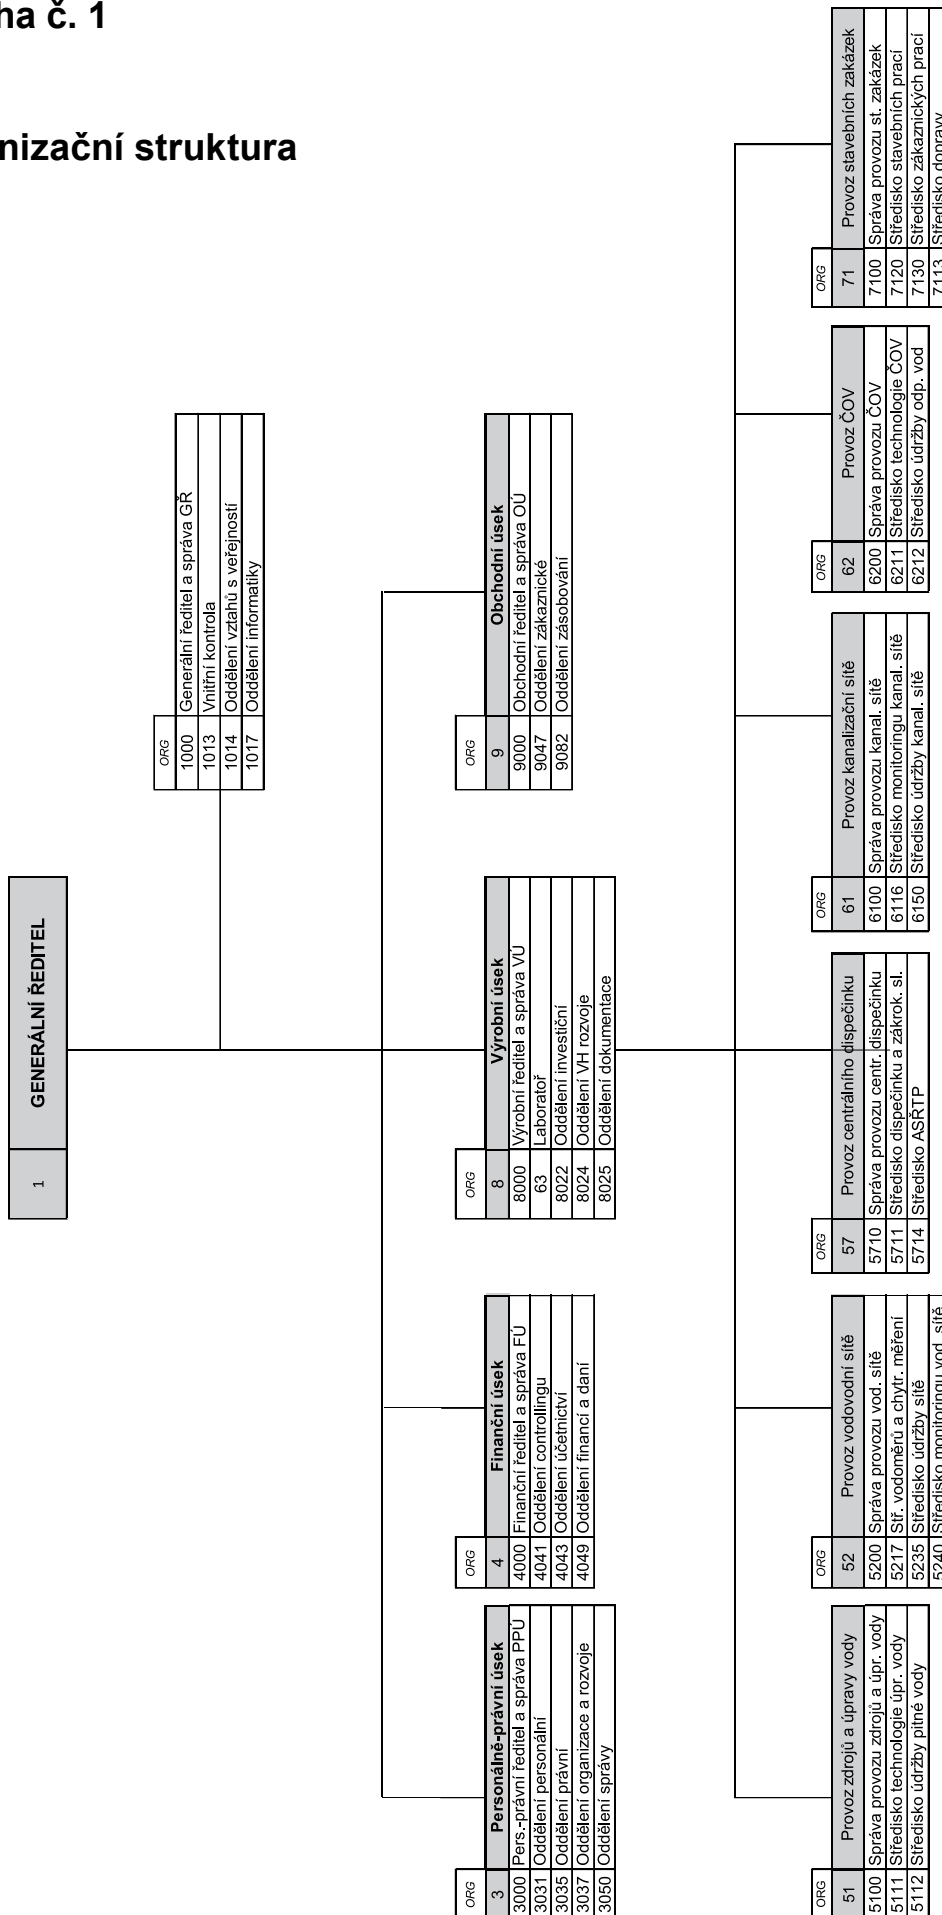 ha č. 1
nizační struktura
1 GENERÁLNÍ ŘEDITEL
ORG
1000 Generální ředitel a správa GŘ
1013 Vnitřní kontrola
1014 Oddělení vztahů s veřejností
1017 Oddělení informatiky
ORG
3 Personálně-právní úsek
3000 Pers.-právní ředitel a správa PPÚ
3031 Oddělení personální
3035 Oddělení právní
3037 Oddělení organizace a rozvoje
3050 Oddělení správy
ORG
4 Finanční úsek
4000 Finanční ředitel a správa FÚ
4041 Oddělení controllingu
4043 Oddělení účetnictví
4049 Oddělení financí a daní
ORG
8 Výrobní úsek
8000 Výrobní ředitel a správa VÚ
63 Laboratoř
8022 Oddělení investiční
8024 Oddělení VH rozvoje
8025 Oddělení dokumentace
ORG
9 Obchodní úsek
9000 Obchodní ředitel a správa OÚ
9047 Oddělení zákaznické
9082 Oddělení zásobování
ORG
51 Provoz zdrojů a úpravy vody
5100 Správa provozu zdrojů a úpr. vody
5111 Středisko technologie úpr. vody
5112 Středisko údržby pitné vody
ORG
52 Provoz vodovodní sítě
5200 Správa provozu vod. sítě
5217 Stř. vodoměrů a chytr. měření
5235 Středisko údržby sítě
5240 Středisko monitoringu vod. sítě
ORG
57 Provoz centrálního dispečinku
5710 Správa provozu centr. dispečinku
5711 Středisko dispečinku a zákrok. sl.
5714 Středisko ASŘTP
ORG
61 Provoz kanalizační sítě
6100 Správa provozu kanal. sítě
6116 Středisko monitoringu kanal. sítě
6150 Středisko údržby kanal. sítě
ORG
62 Provoz ČOV
6200 Správa provozu ČOV
6211 Středisko technologie ČOV
6212 Středisko údržby odp. vod
ORG
71 Provoz stavebních zakázek
7100 Správa provozu st. zakázek
7120 Středisko stavebních prací
7130 Středisko zákaznických prací
7113 Středisko dopravy